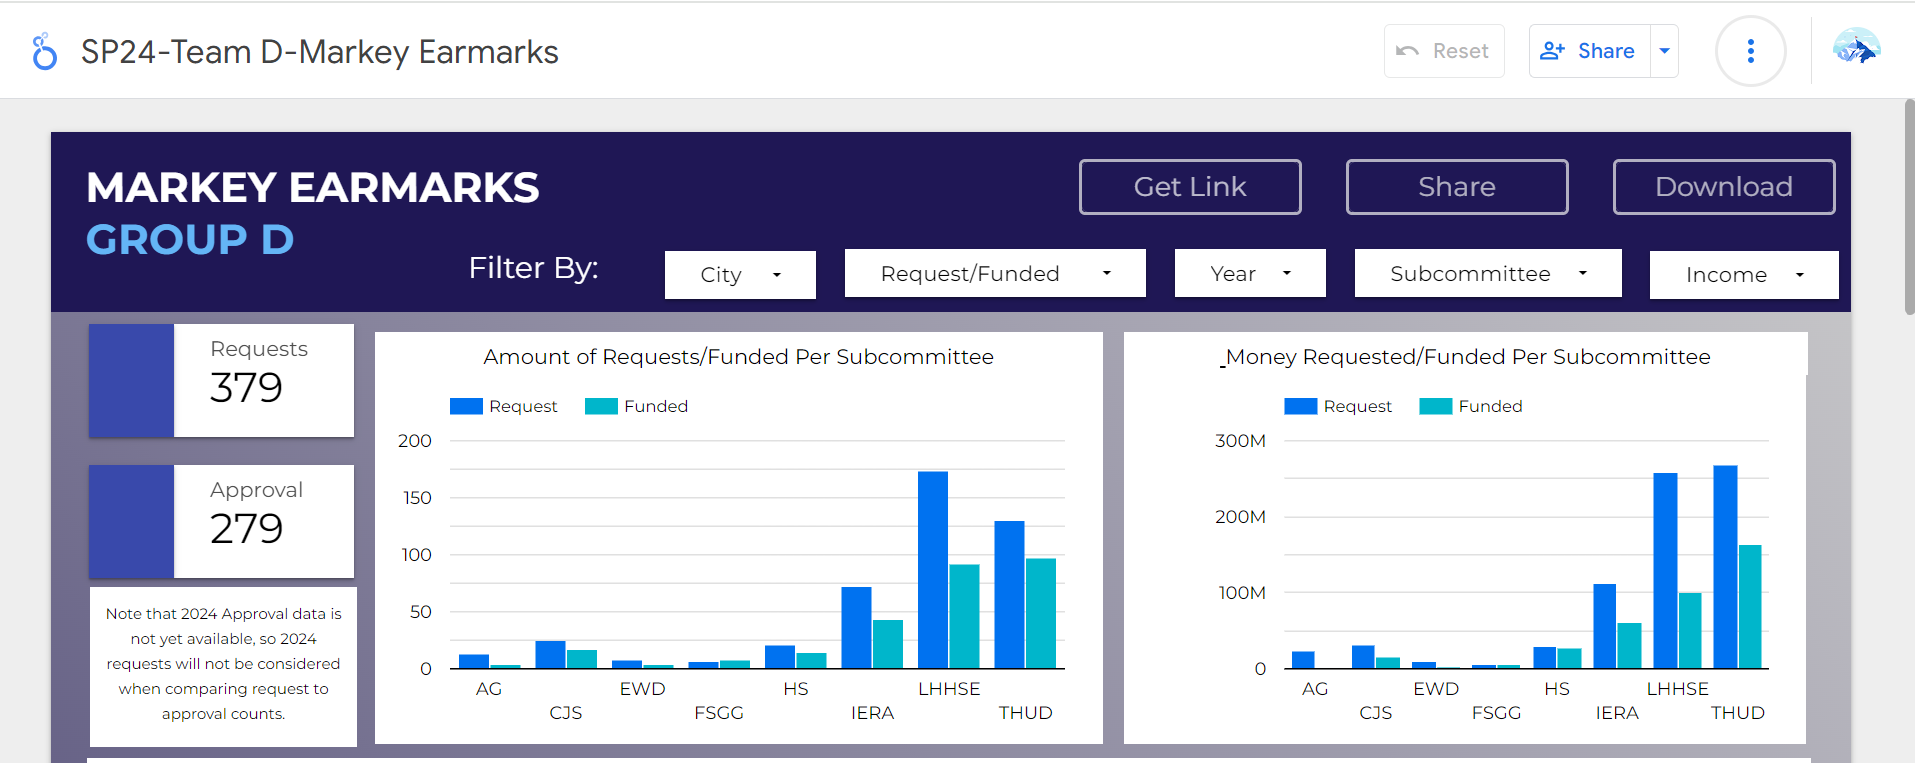 SP24-Team D-Markey Earmarks
Reset
Share
MARKEY EARMARKS
GROUP D
Get Link
Share
Download
Filter By:
City
Request/Funded
Year
Subcommittee
Income
Requests
379
Approval
279
Note that 2024 Approval data is
not yet available, so 2024
requests will not be considered
when comparing request to
approval counts.
Amount of Requests/Funded Per Subcommittee
Request
Funded
200
150
100
50
0
AG
CJS
EWD
FSGG
HS
IERA
LHHSE
THUD
_Money Requested/Funded Per Subcommittee
Request
Funded
300M
200M
100M
0
AG
CJS
EWD
FSGG
HS
IERA
LHHSE
THUD